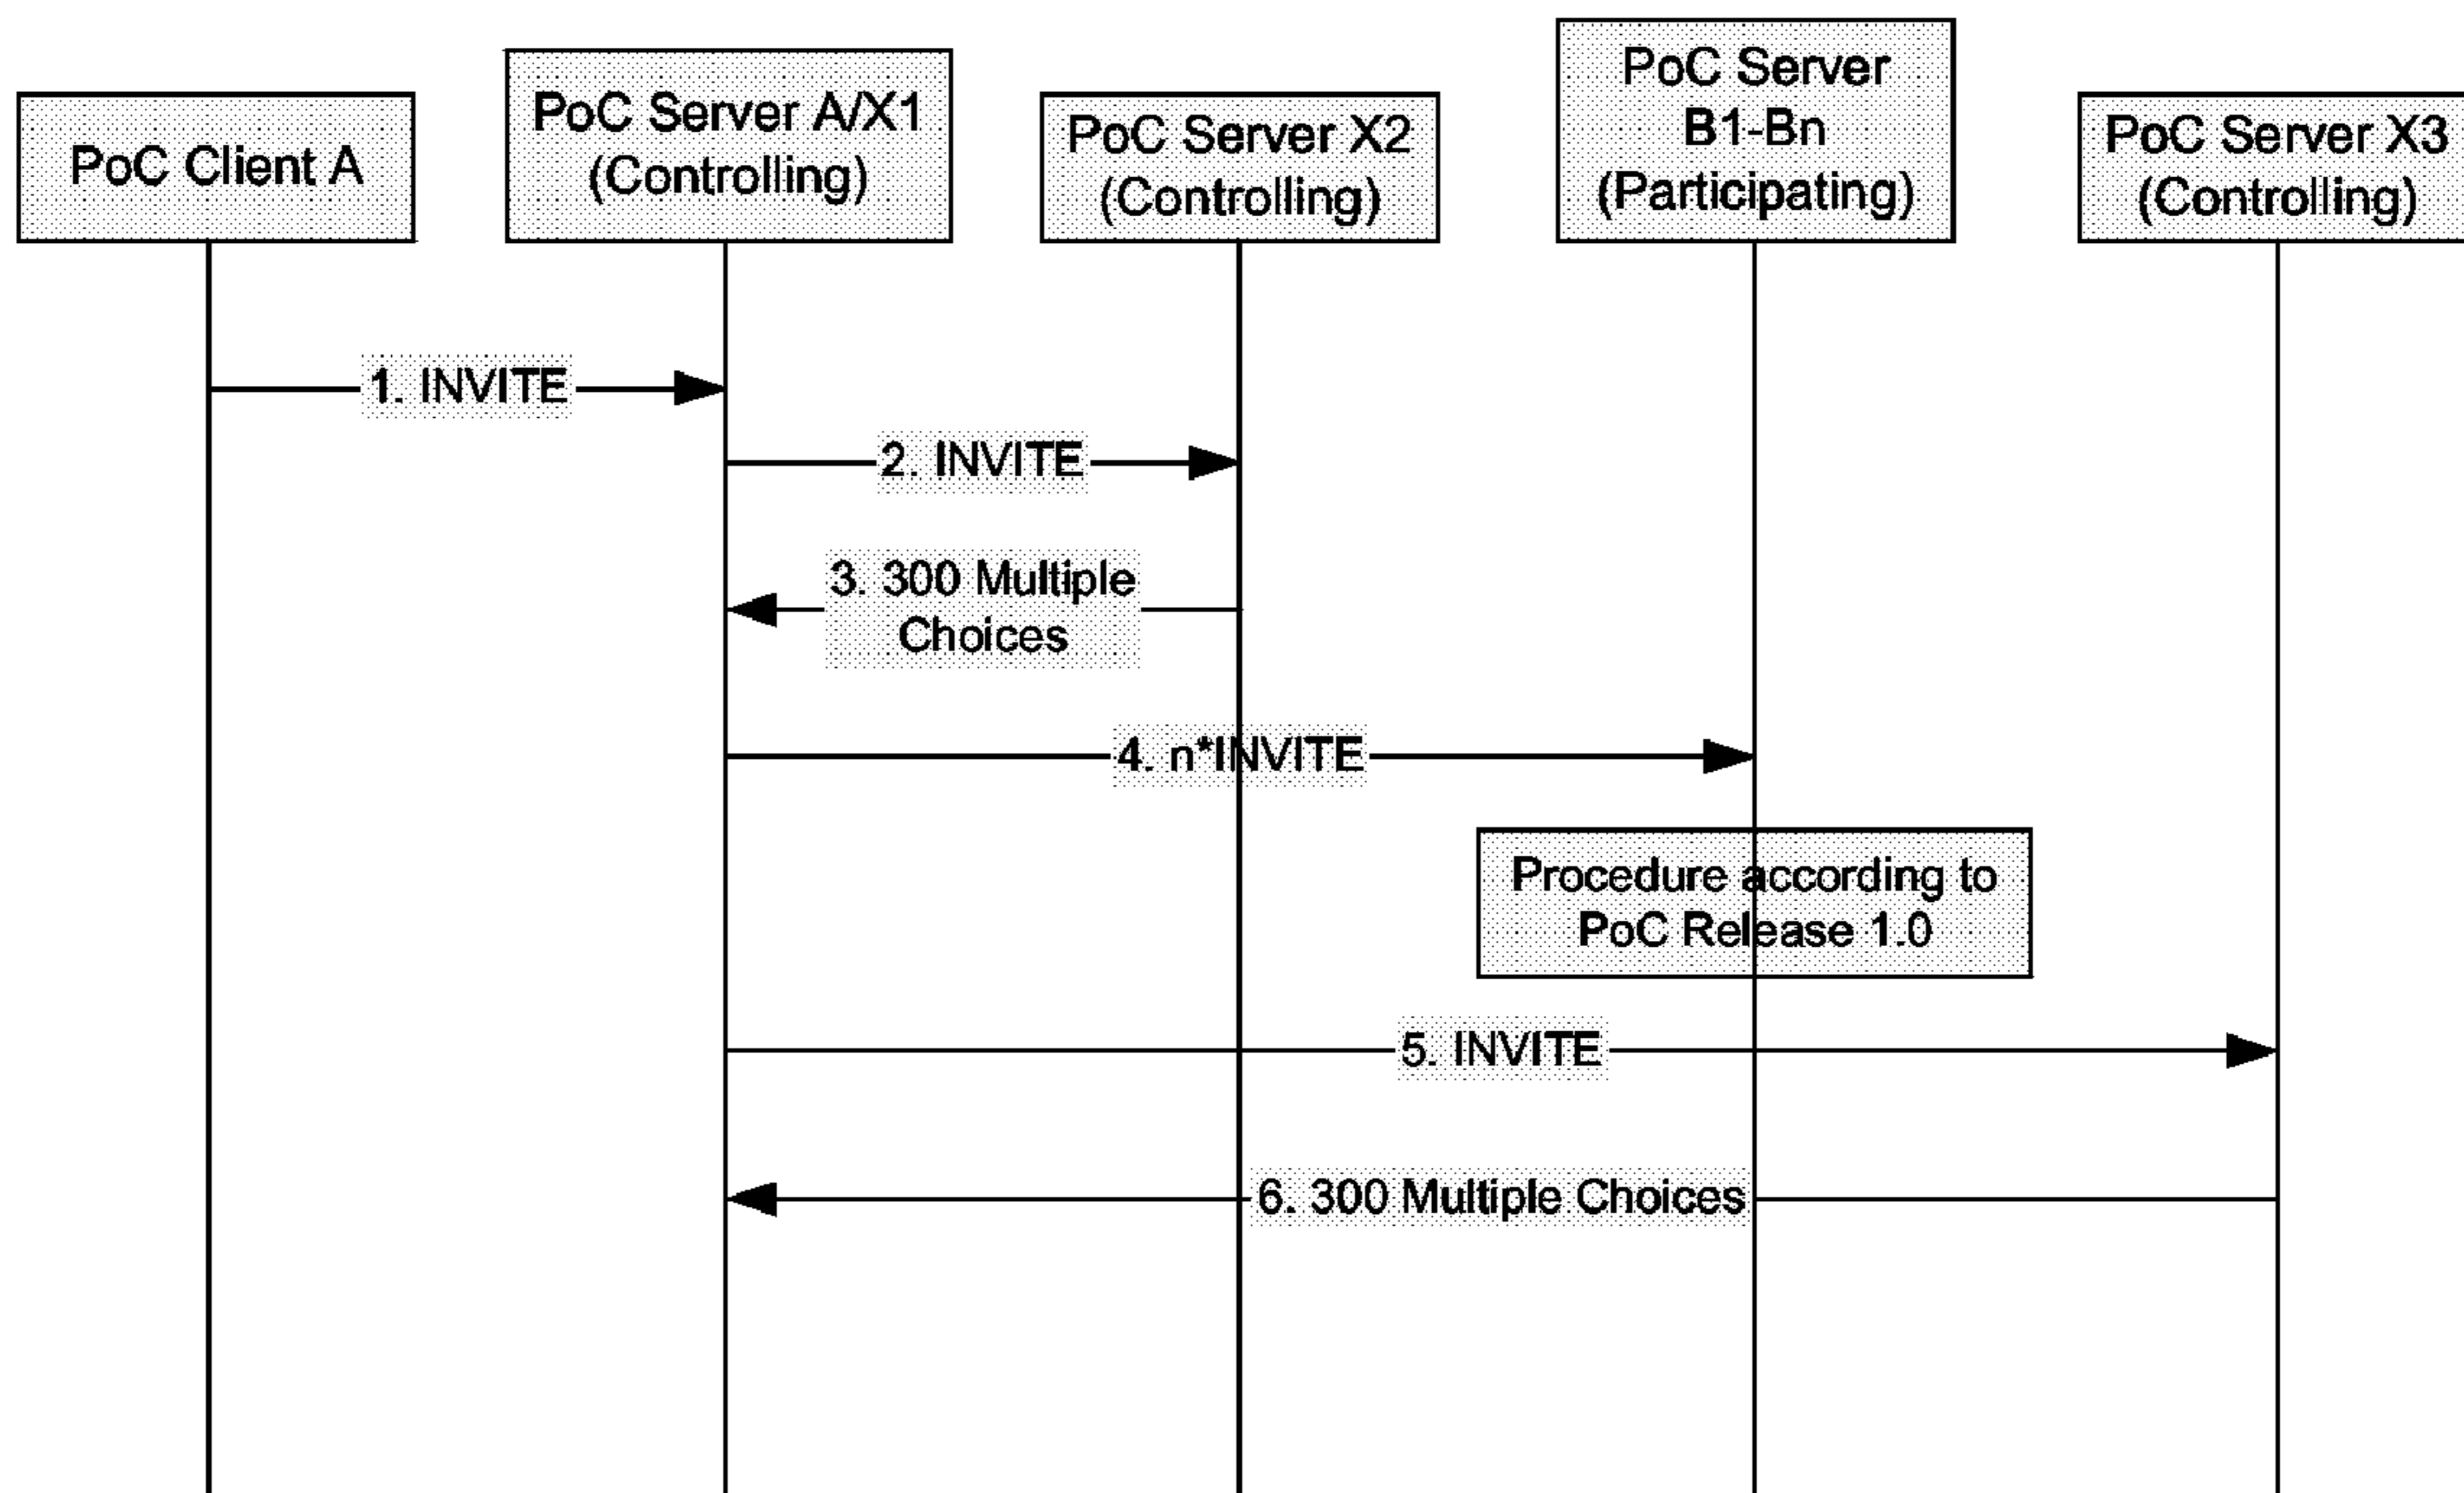 PoC Client A
PoC Server A/X1
(Controlling)
PoC Server X2
(Controlling)
PoC Server
B1-Bn
(Participating)
PoC Server X3
(Controlling)
1. INVITE
2. INVITE
3. 300 Multiple
Choices
4. n*INVITE
Procedure according to
PoC Release 1.0
5. INVITE
6. 300 Multiple Choices